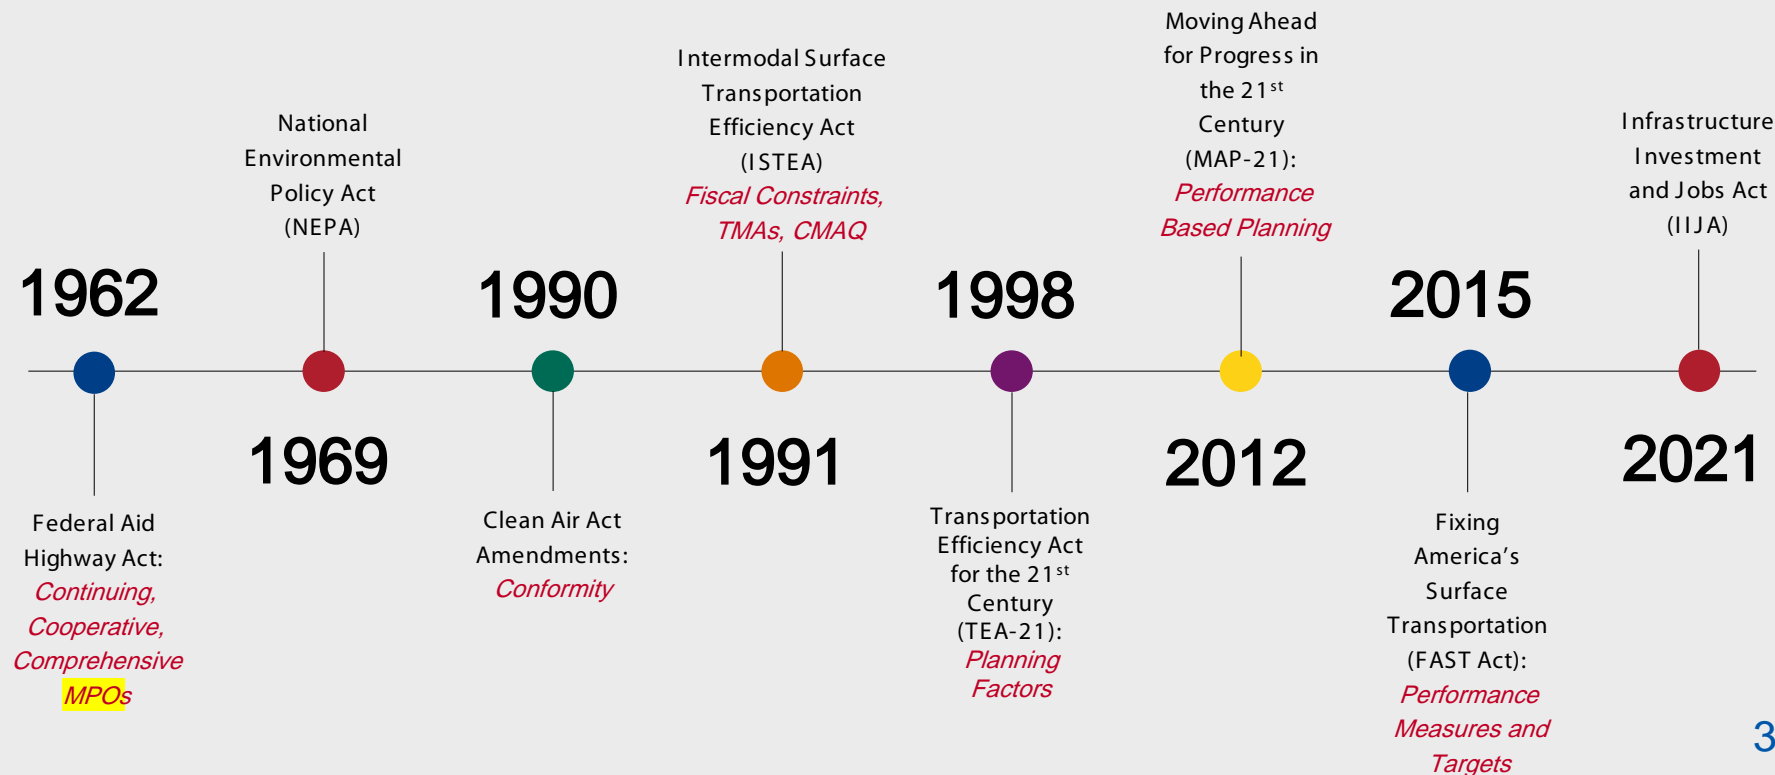 1962
Federal Aid
Highway Act:
Continuing,
Cooperative,
Comprehensive
MPOs
National
Environmental
Policy Act
(NEPA)
1969
1990
Clean Air Act
Amendments:
Conformity
Intermodal Surface
Transportation
Efficiency Act
(ISTEA)
Fiscal Constraints,
TMAs, CMAQ
1991
1998
Transportation
Efficiency Act
for the 21st
Century
(TEA-21):
Planning
Factors
Moving Ahead
for Progress in
the 21st
Century
(MAP-21):
Performance
Based Planning
2012
2015
Fixing
America’s
Surface
Transportation
(FAST Act):
Performance
Measures and
Targets
Infrastructure
Investment
and Jobs Act
(IIJA)
2021
3